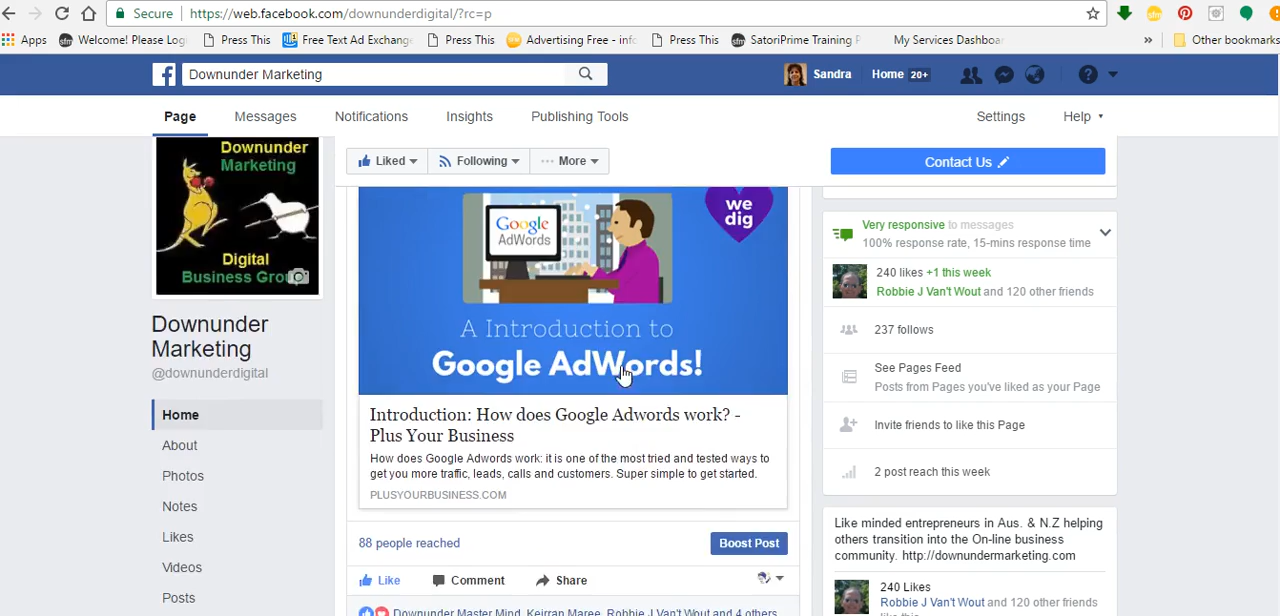 Secure https://web.facebook.com/downunderdigital/?rc=p
Apps Welcome! Please Log Press This Free Text Ad Exchange Press This Advertising Free - info Press This SatoriPrime Training P My Services Dashboar » Other bookmarks
Downunder Marketing Sandra Home 20+
Page Messages Notifications Insights Publishing Tools Settings Help
Liked Following More Contact Us
Downunder
Marketing
Digital
Business Grou
Downunder
Marketing
@downunderdigital
Home
About
Photos
Notes
Likes
Videos
Posts
we
dig
Google
AdWords
A Introduction to
Google AdWords!
Introduction: How does Google Adwords work? -
Plus Your Business
How does Google Adwords work: it is one of the most tried and tested ways to
get you more traffic, leads, calls and customers. Super simple to get started.
PLUSYOURBUSINESS.COM
88 people reached Boost Post
Like Comment Share
Downunder Master Mind, Keirran Maree, Robbie J Van't Wout and 4 others
Very responsive to messages
100% response rate, 15-mins response time
240 likes +1 this week
Robbie J Van't Wout and 120 other friends
237 follows
See Pages Feed
Posts from Pages you've liked as your Page
Invite friends to like this Page
2 post reach this week
Like minded entrepreneurs in Aus. & N.Z helping
others transition into the On-line business
community. http://downundermarketing.com
240 Likes
Robbie J Van't Wout and 120 other friends
like this